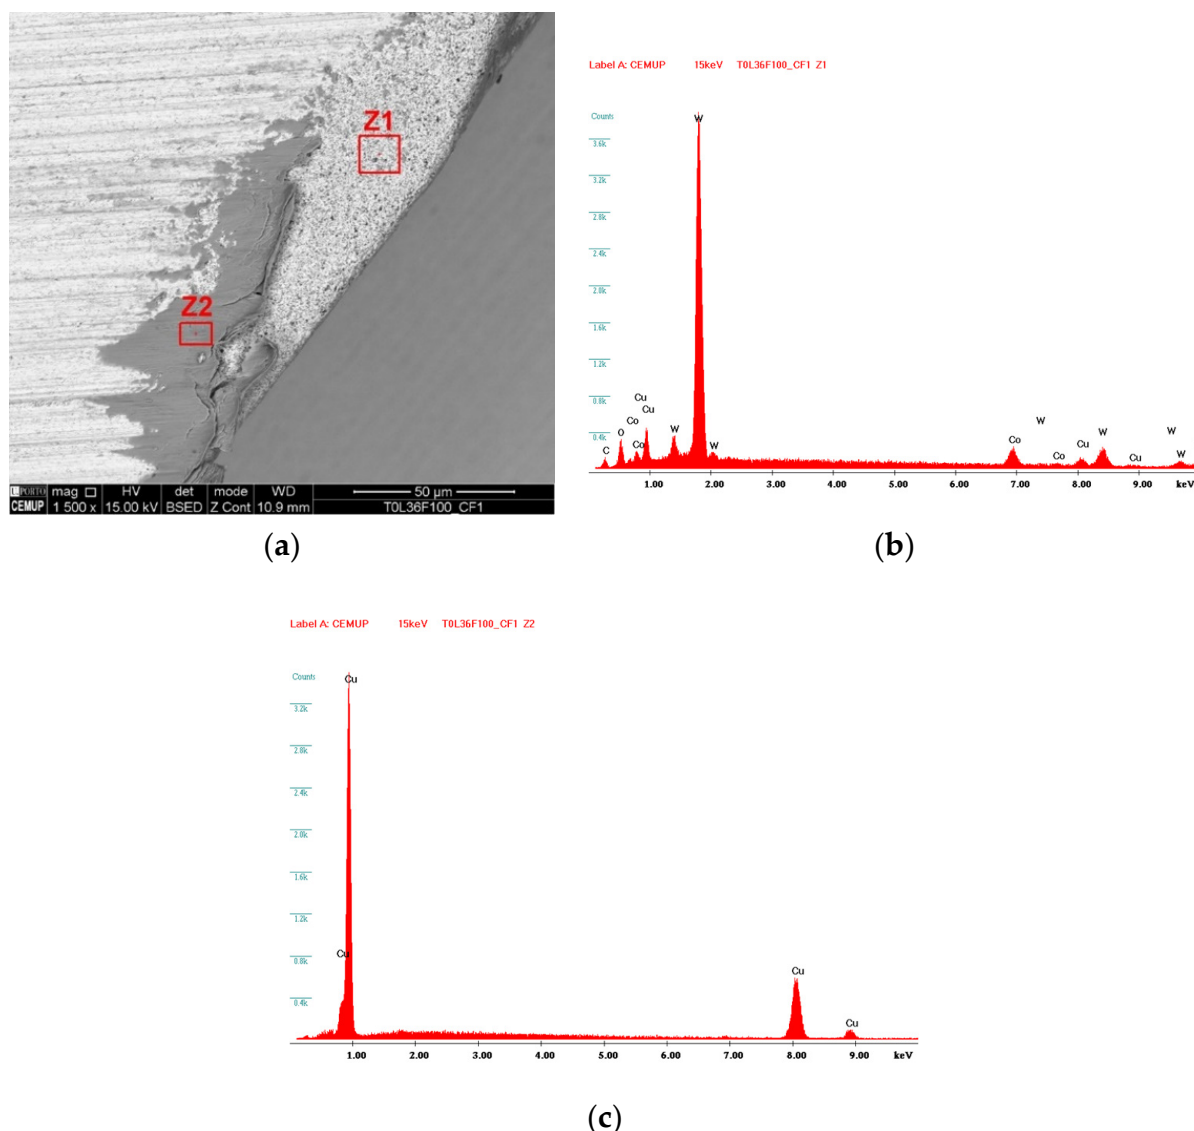 Z1
Z2
U.PORTO CEMUP mag □ 1 500 x HV 15.00 kV det BSED mode Z Cont WD 10.9 mm 50 µm T0L36F100_CF1
(a)
Label A: CEMUP 15keV T0L36F100_CF1 Z1
Counts
W
3.6k
3.2k
2.8k
2.4k
2.0k
1.6k
1.2k
0.8k
0.4k
Cu
Cu
Co
W W
C O Co W W Co Co Cu W Cu W
1.00 2.00 3.00 4.00 5.00 6.00 7.00 8.00 9.00 keV
(b)
Label A: CEMUP 15keV T0L36F100_CF1 Z2
Counts
Cu
3.2k
2.8k
2.4k
2.0k
1.6k
1.2k
Cu
0.8k
Cu
0.4k
Cu
1.00 2.00 3.00 4.00 5.00 6.00 7.00 8.00 9.00 keV
(c)